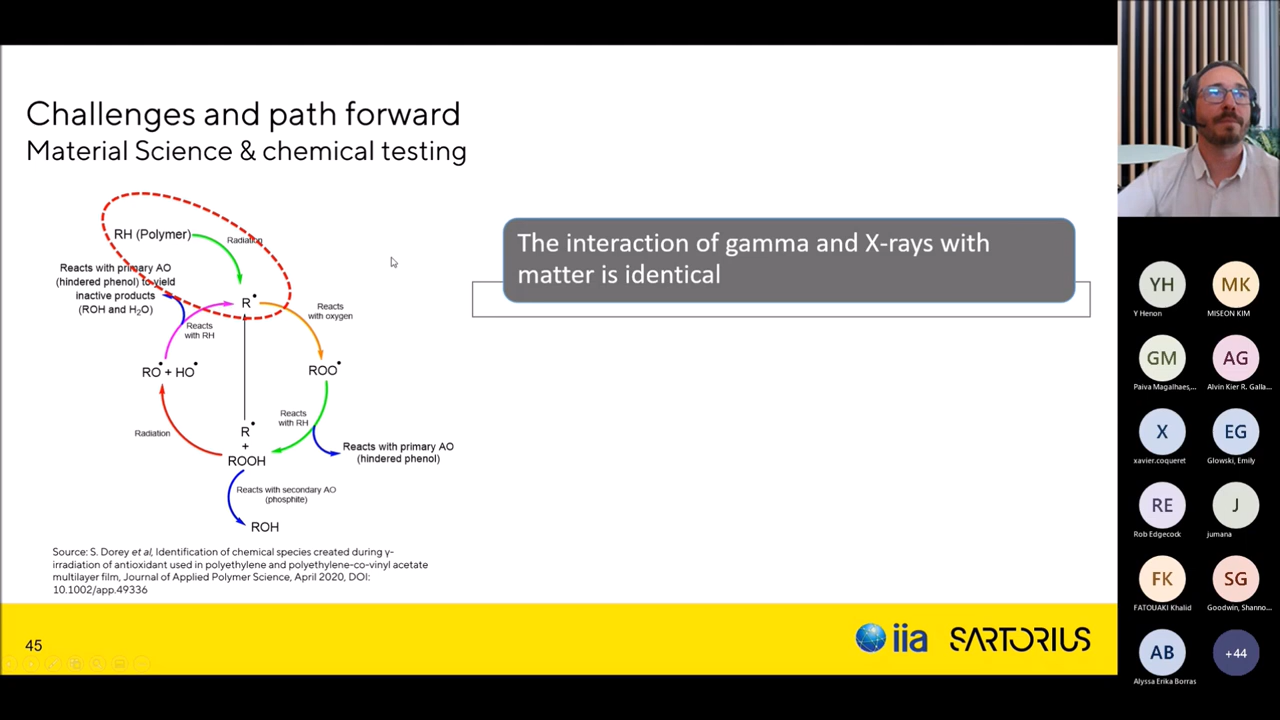 Challenges and path forward
Material Science & chemical testing
RH (Polymer)
Radiation
Reacts with primary AO
(hindered phenol) to yield
inactive products
(ROH and H₂O)
R•
Reacts
with oxygen
Reacts
with RH
RO• + HO•
ROO•
Reacts
with RH
Radiation
R•
+
ROOH
Reacts with primary AO
(hindered phenol)
Reacts with secondary AO
(phosphite)
ROH
Source: S. Dorey et al, Identification of chemical species created during γ-
irradiation of antioxidant used in polyethylene and polyethylene-co-vinyl acetate
multilayer film, Journal of Applied Polymer Science, April 2020, DOI:
10.1002/app.49336
The interaction of gamma and X-rays with
matter is identical
45
iia
SARTORIUS
YH
Y Henon
MK
MISEON KIM
GM
Paiva Magalhaes,...
AG
Alvin Kier R. Galla...
X
xavier.coqueret
EG
Glowski, Emily
RE
Rob Edgecock
J
jumana
FK
FATOUAKI Khalid
SG
Goodwin, Shanno...
AB
Alyssa Erika Borras
+44